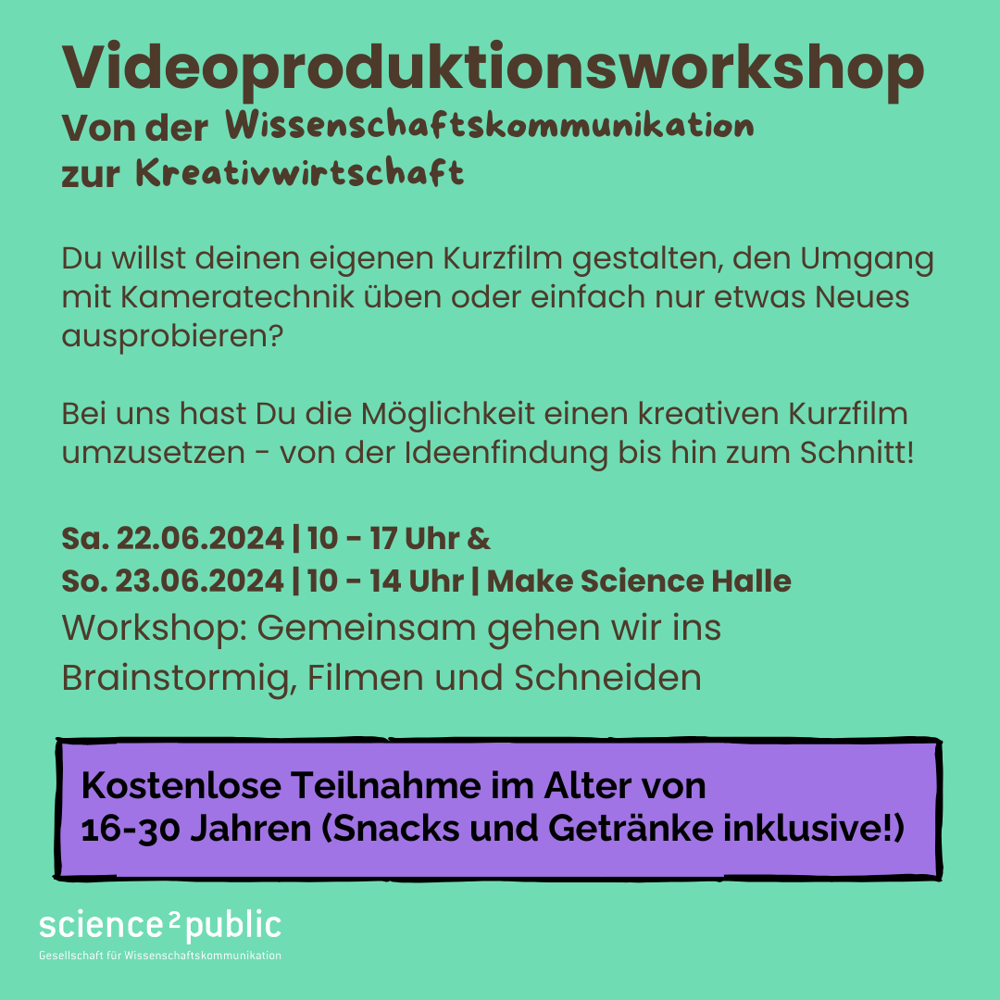 Videoproduktionsworkshop
Von der Wissenschaftskommunikation
zur Kreativwirtschaft
Du willst deinen eigenen Kurzfilm gestalten, den Umgang
mit Kameratechnik üben oder einfach nur etwas Neues
ausprobieren?
Bei uns hast Du die Möglichkeit einen kreativen Kurzfilm
umzusetzen - von der Ideenfindung bis hin zum Schnitt!
Sa. 22.06.2024 | 10 - 17 Uhr &
So. 23.06.2024 | 10 - 14 Uhr | Make Science Halle
Workshop: Gemeinsam gehen wir ins
Brainstormig, Filmen und Schneiden
Kostenlose Teilnahme im Alter von
16-30 Jahren (Snacks und Getränke inklusive!)
science²public
Gesellschaft für Wissenschaftskommunikation